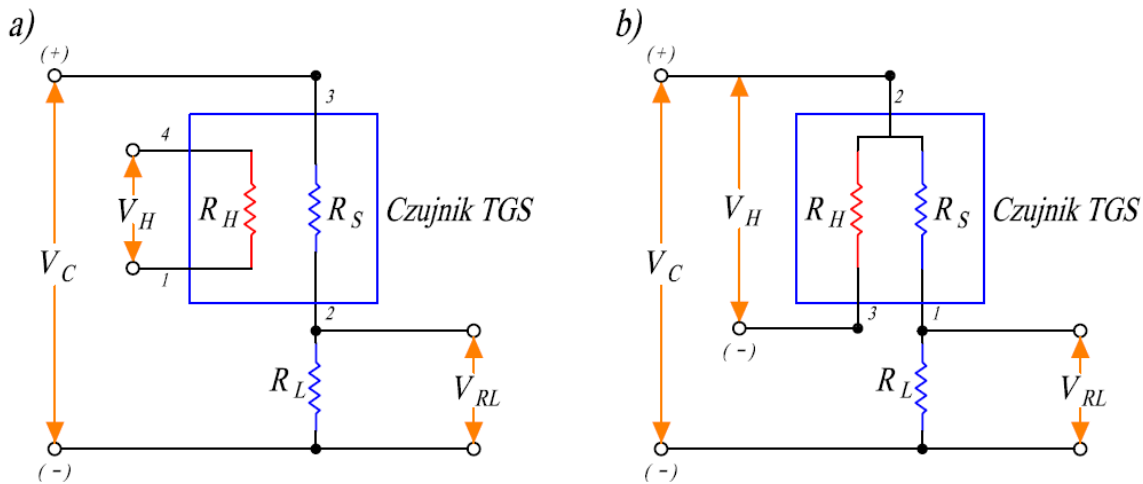 a)
(+)
3
4
V_H
R_H
R_S
Czujnik TGS
V_C
1
2
R_L
V_RL
(-)
b)
(+)
2
V_H
R_H
R_S
Czujnik TGS
V_C
3
1
(-)
R_L
V_RL
(-)